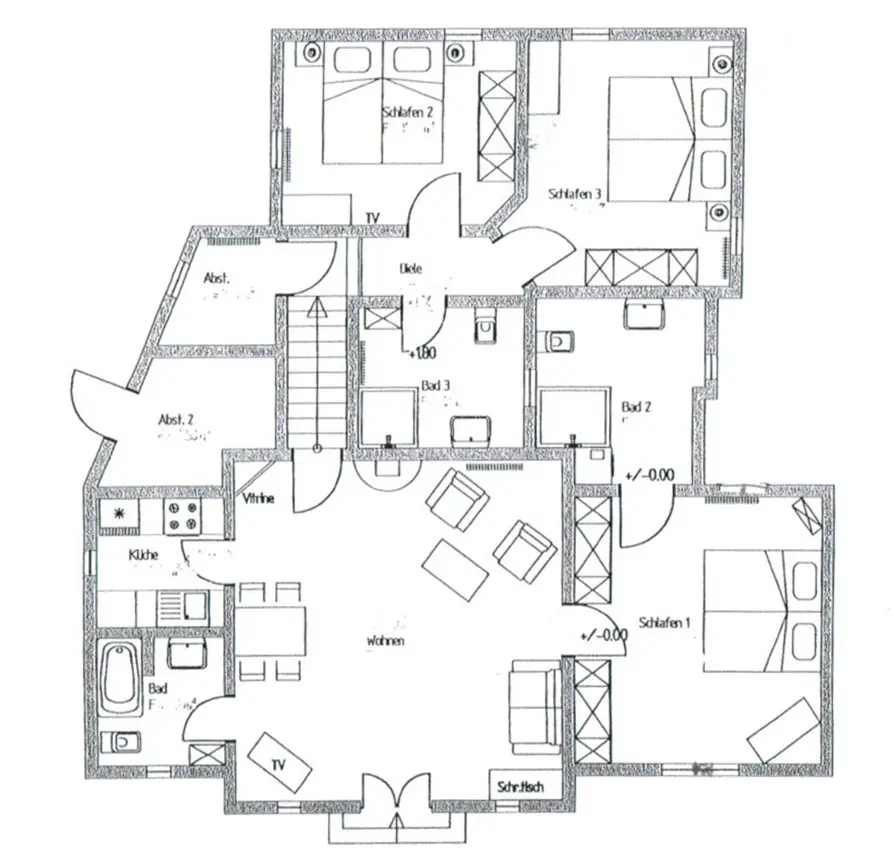 Schlafen 2
Schlafen 3
TV
Diele
Abst.
+1.80
Bad 3
Bad 2
Abst. 2
+/-0.00
Vitrine
Küche
Wohnen
+/-0.00
Schlafen 1
Bad
TV
Schr.tisch